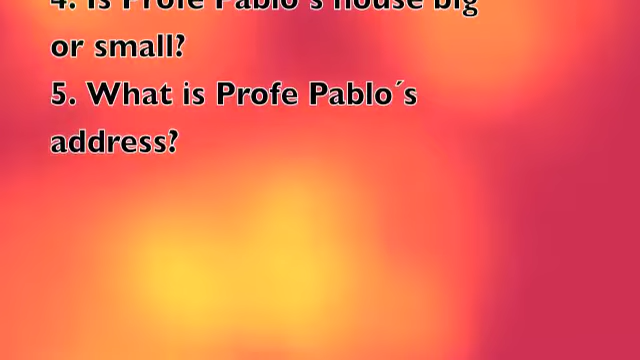 4. Is Profe Pablo´s house big
or small?
5. What is Profe Pablo´s
address?